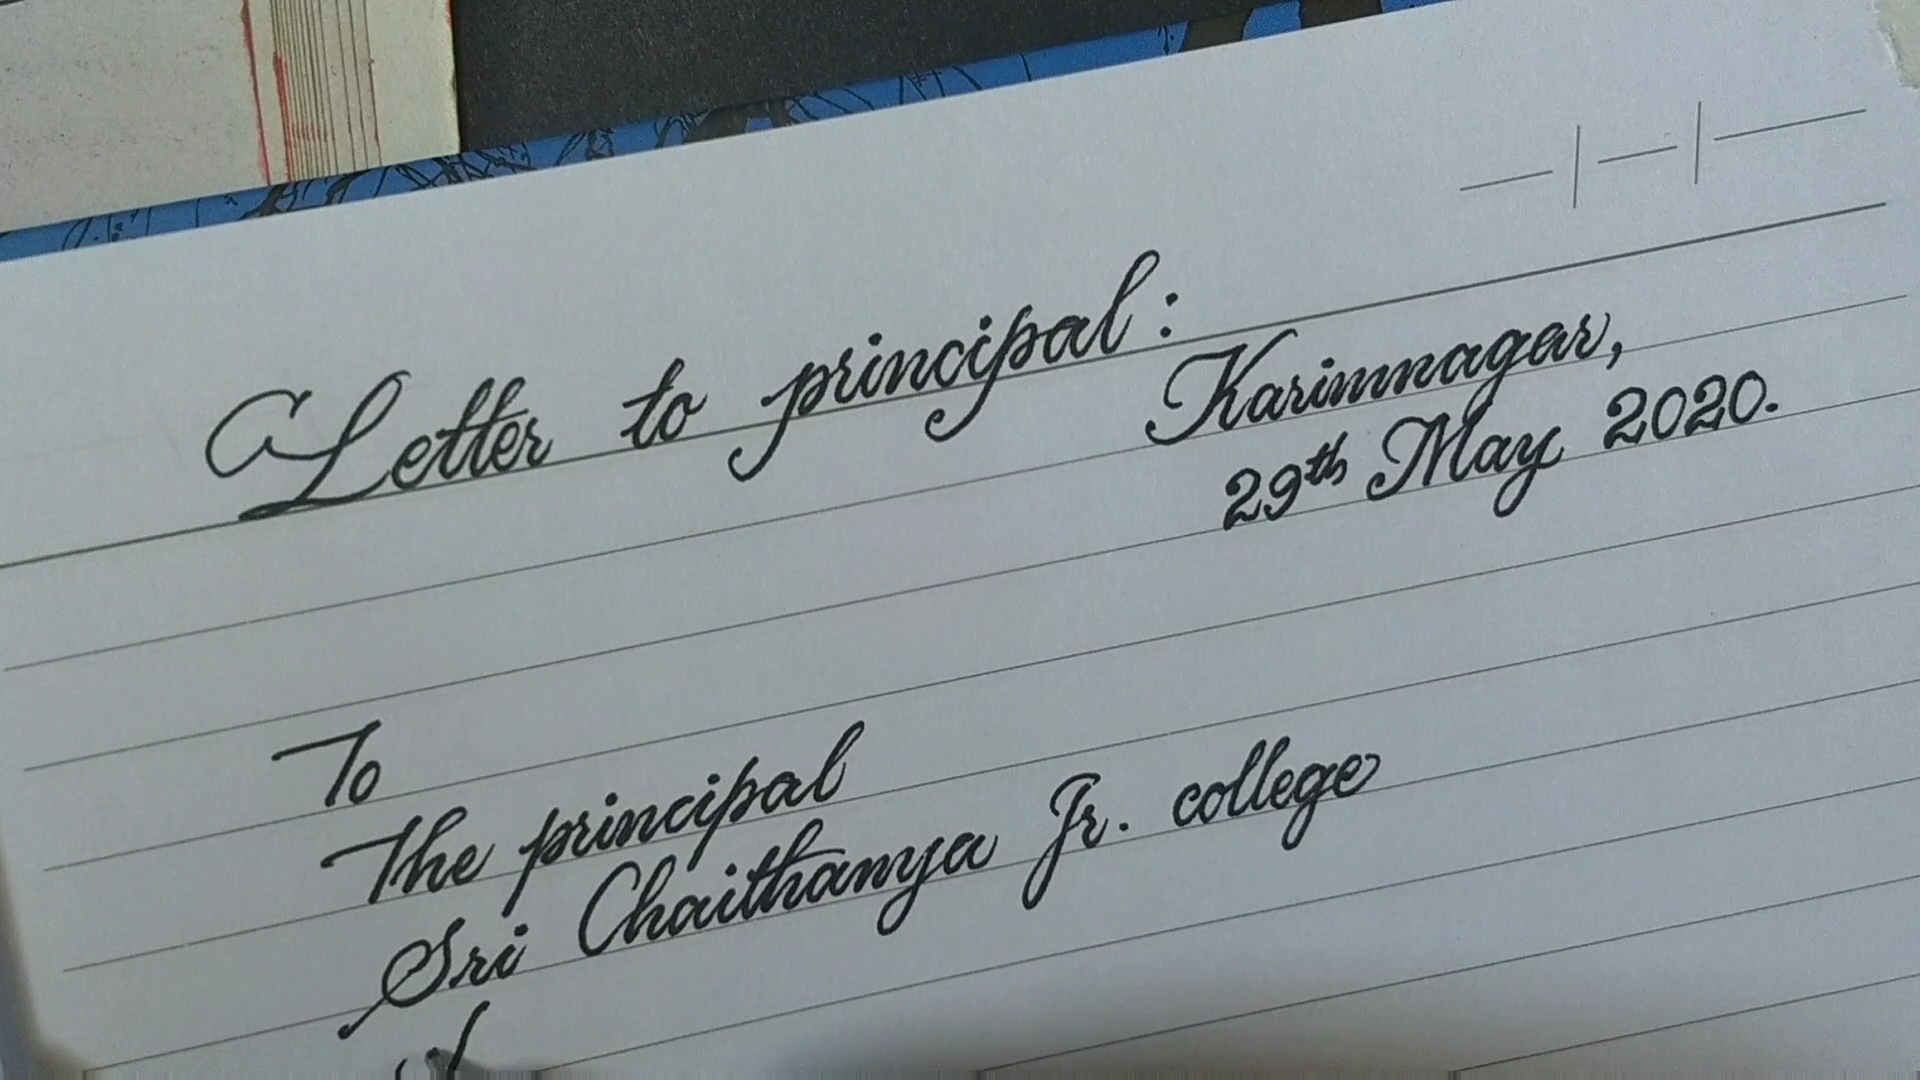 Letter to principal:
Karimnagar,
29th May 2020.
To
The principal
Sri Chaithanya Jr. college